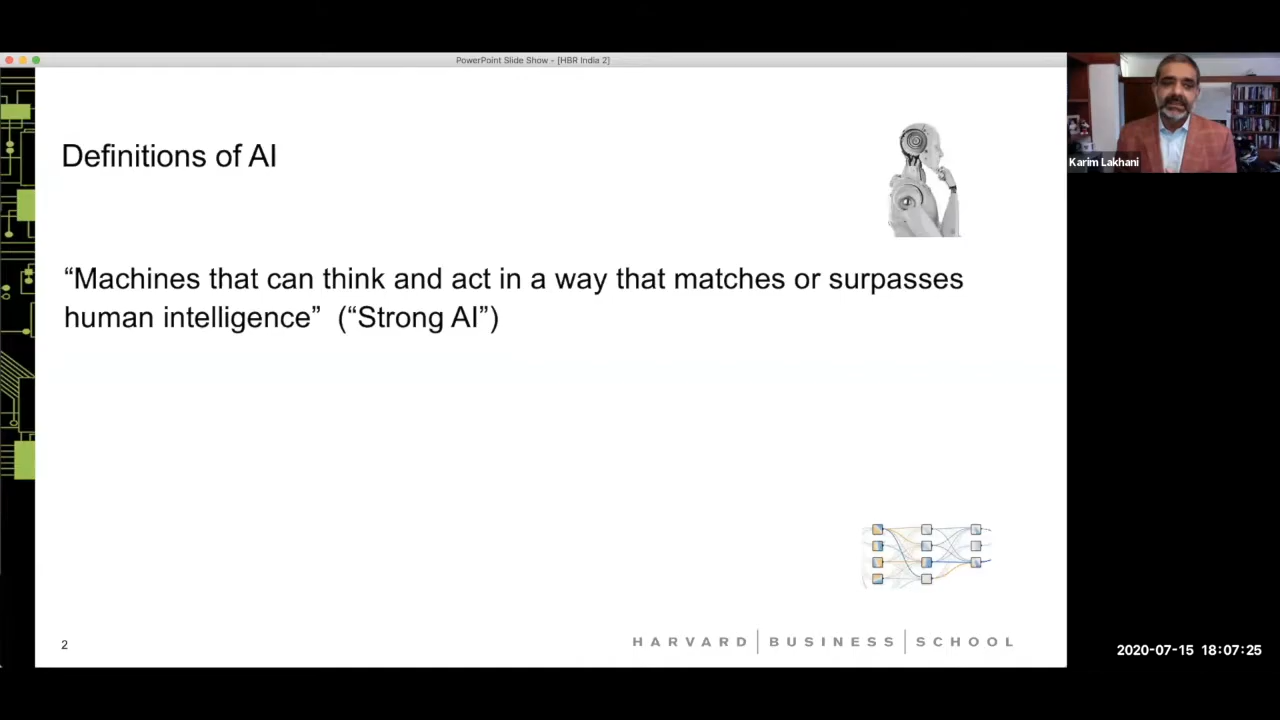 PowerPoint Slide Show - [HBR India 2]
Karim Lakhani
Definitions of AI
“Machines that can think and act in a way that matches or surpasses
human intelligence” (“Strong AI”)
2
HARVARD | BUSINESS | SCHOOL
2020-07-15 18:07:25